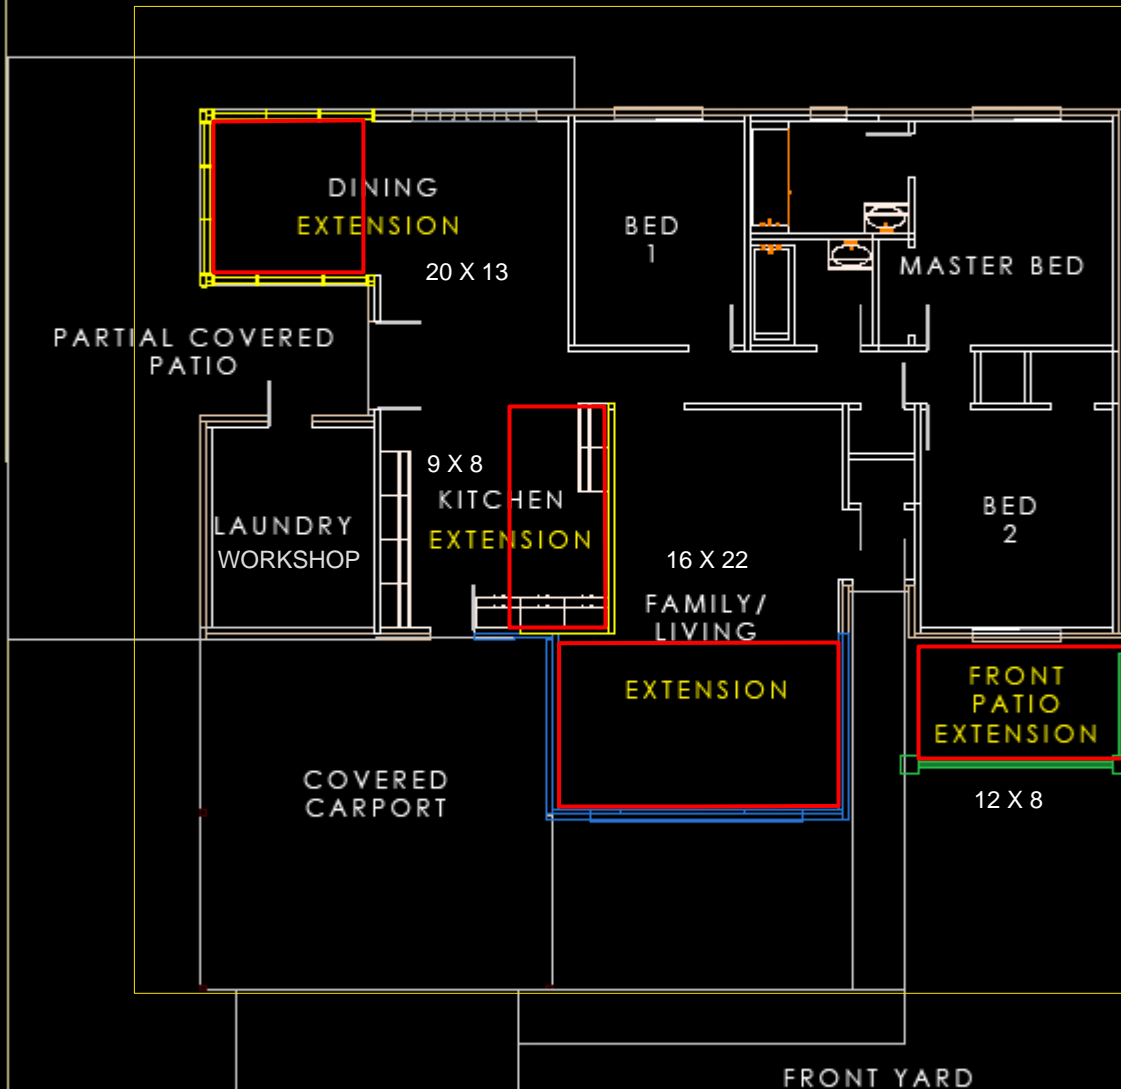 DINING
EXTENSION
20 X 13
BED
1
MASTER BED
PARTIAL COVERED
PATIO
9 X 8
KITCHEN
EXTENSION
LAUNDRY
WORKSHOP
16 X 22
FAMILY/
LIVING
EXTENSION
BED
2
FRONT
PATIO
EXTENSION
12 X 8
COVERED
CARPORT
FRONT YARD